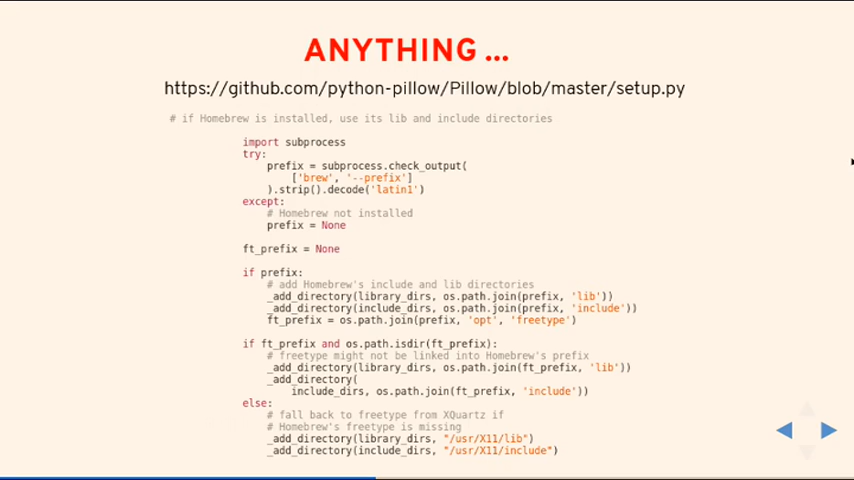 ANYTHING ...
https://github.com/python-pillow/Pillow/blob/master/setup.py
# if Homebrew is installed, use its lib and include directories
import subprocess
try:
prefix = subprocess.check_output(
['brew', '--prefix']
).strip().decode('latin1')
except:
# Homebrew not installed
prefix = None
ft_prefix = None
if prefix:
# add Homebrew's include and lib directories
_add_directory(library_dirs, os.path.join(prefix, 'lib'))
_add_directory(include_dirs, os.path.join(prefix, 'include'))
ft_prefix = os.path.join(prefix, 'opt', 'freetype')
if ft_prefix and os.path.isdir(ft_prefix):
# freetype might not be linked into Homebrew's prefix
_add_directory(library_dirs, os.path.join(ft_prefix, 'lib'))
_add_directory(
include_dirs, os.path.join(ft_prefix, 'include'))
else:
# fall back to freetype from XQuartz if
# Homebrew's freetype is missing
_add_directory(library_dirs, "/usr/X11/lib")
_add_directory(include_dirs, "/usr/X11/include")